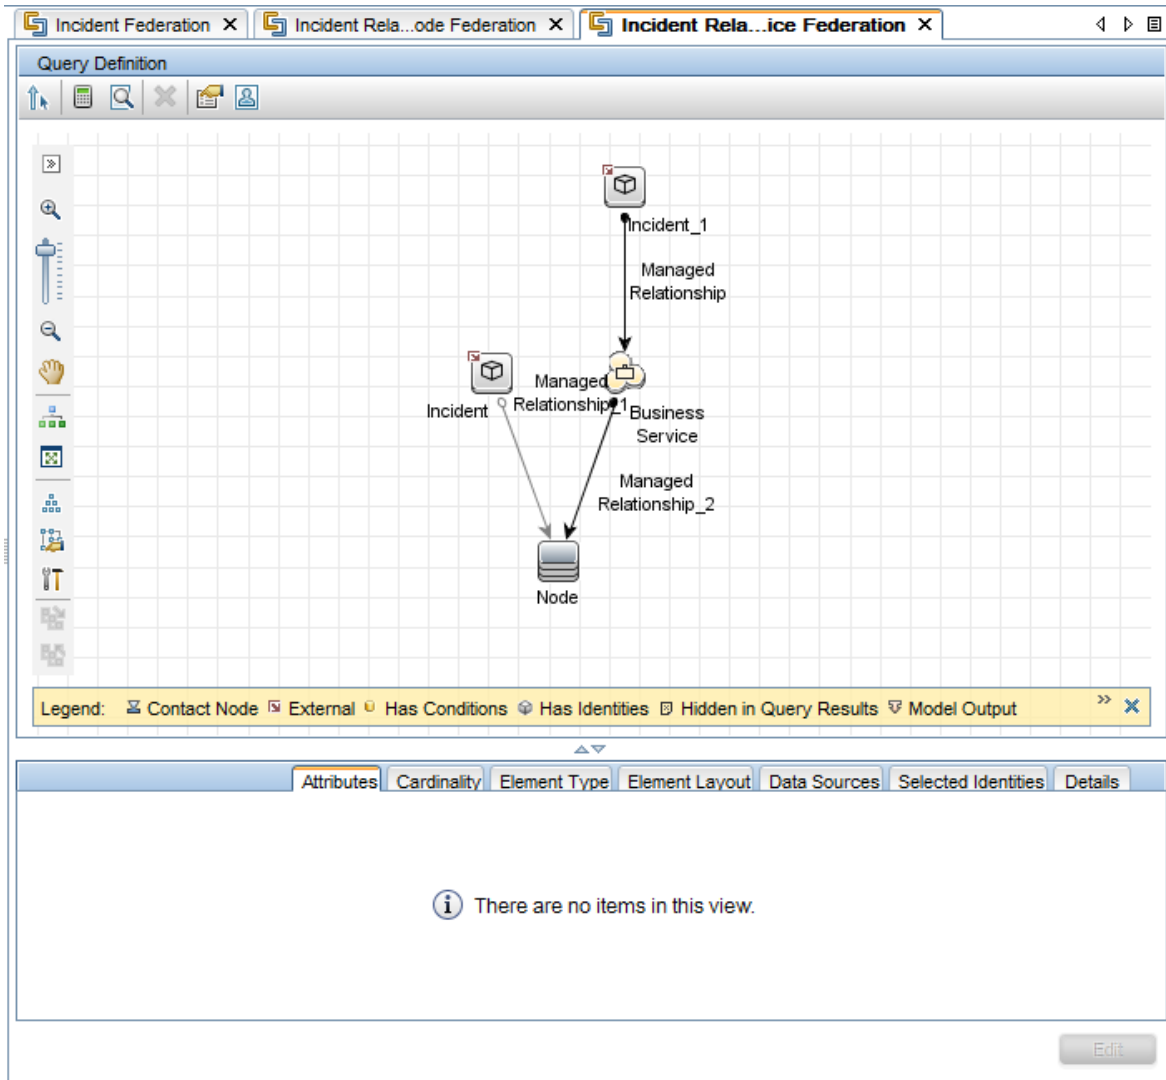 Incident Federation
Incident Rela...ode Federation
Incident Rela...ice Federation
Query Definition
Incident_1
Managed
Relationship
Managed
Relationship_1
Incident
Business
Service
Managed
Relationship_2
Node
Legend: Contact Node External Has Conditions Has Identities Hidden in Query Results Model Output
Attributes Cardinality Element Type Element Layout Data Sources Selected Identities Details
There are no items in this view.
Edit